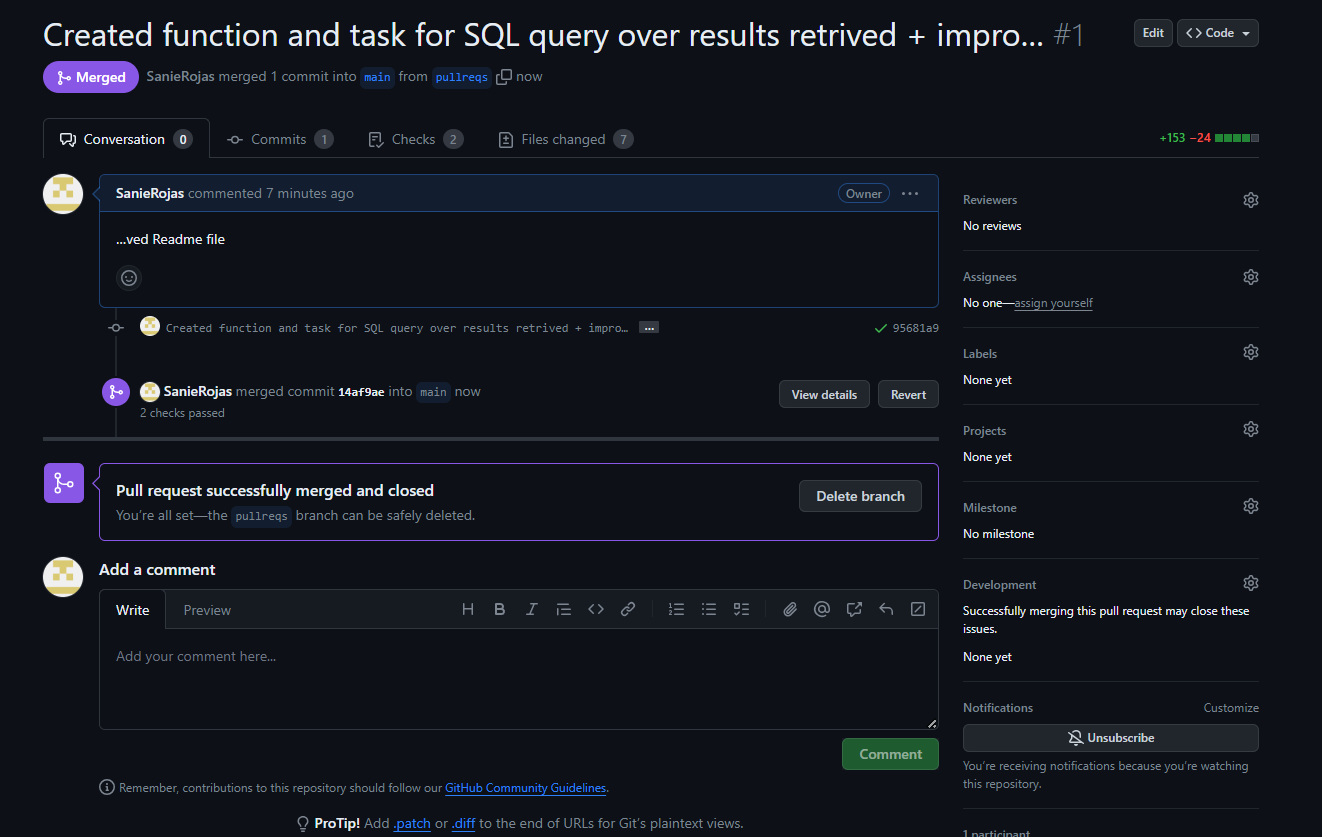 Created function and task for SQL query over results retrived + impro... #1
Edit
Code
Merged
SanieRojas merged 1 commit into main from pullreqs now
Conversation 0
Commits 1
Checks 2
Files changed 7
+153 −24
SanieRojas commented 7 minutes ago
Owner
...
...ved Readme file
Created function and task for SQL query over results retrived + impro…
...
95681a9
SanieRojas merged commit 14af9ae into main now
2 checks passed
View details
Revert
Pull request successfully merged and closed
You're all set—the pullreqs branch can be safely deleted.
Delete branch
Add a comment
Write
Preview
Add your comment here...
Comment
Remember, contributions to this repository should follow our GitHub Community Guidelines.
ProTip! Add .patch or .diff to the end of URLs for Git's plaintext views.
Reviewers
No reviews
Assignees
No one—assign yourself
Labels
None yet
Projects
None yet
Milestone
No milestone
Development
Successfully merging this pull request may close these
issues.
None yet
Notifications
Customize
Unsubscribe
You're receiving notifications because you're watching
this repository.
1 participant